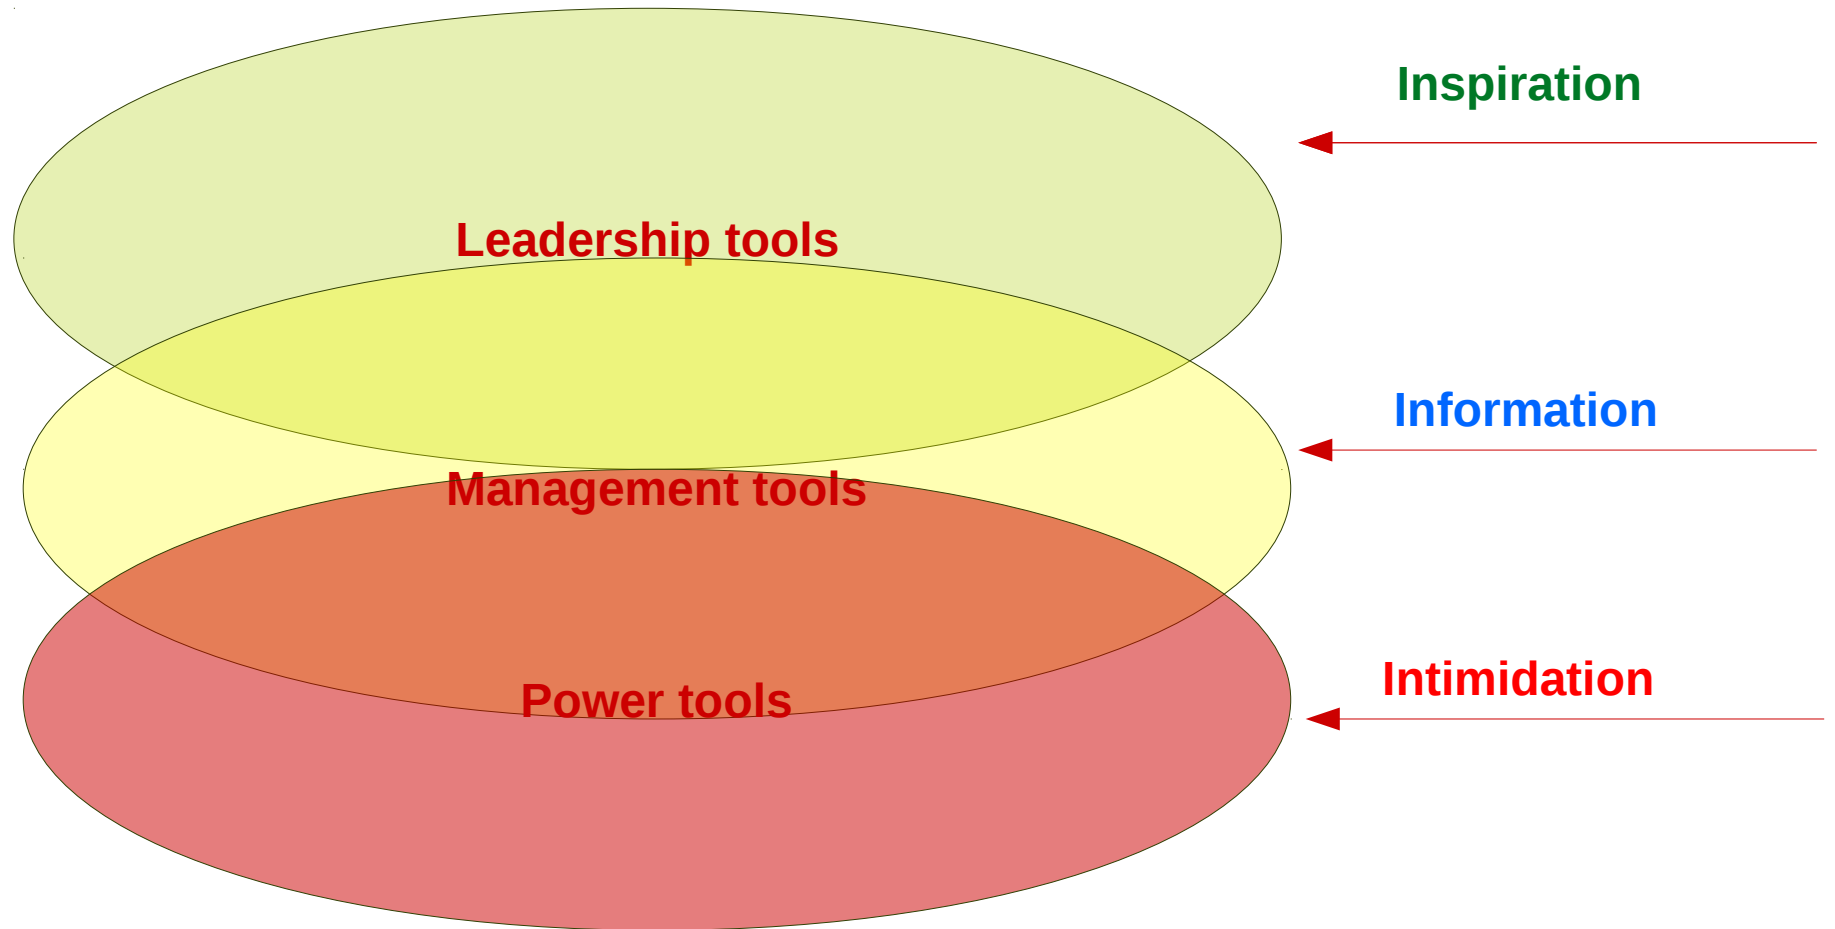 Inspiration
Leadership tools
Information
Management tools
Intimidation
Power tools